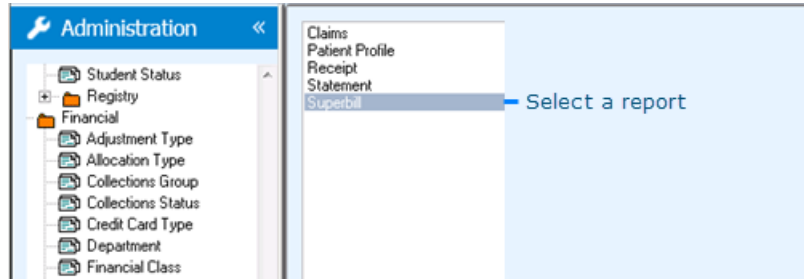 Administration «
Student Status
Registry
Financial
Adjustment Type
Allocation Type
Collections Group
Collections Status
Credit Card Type
Department
Financial Class
Claims
Patient Profile
Receipt
Statement
Superbill
Select a report